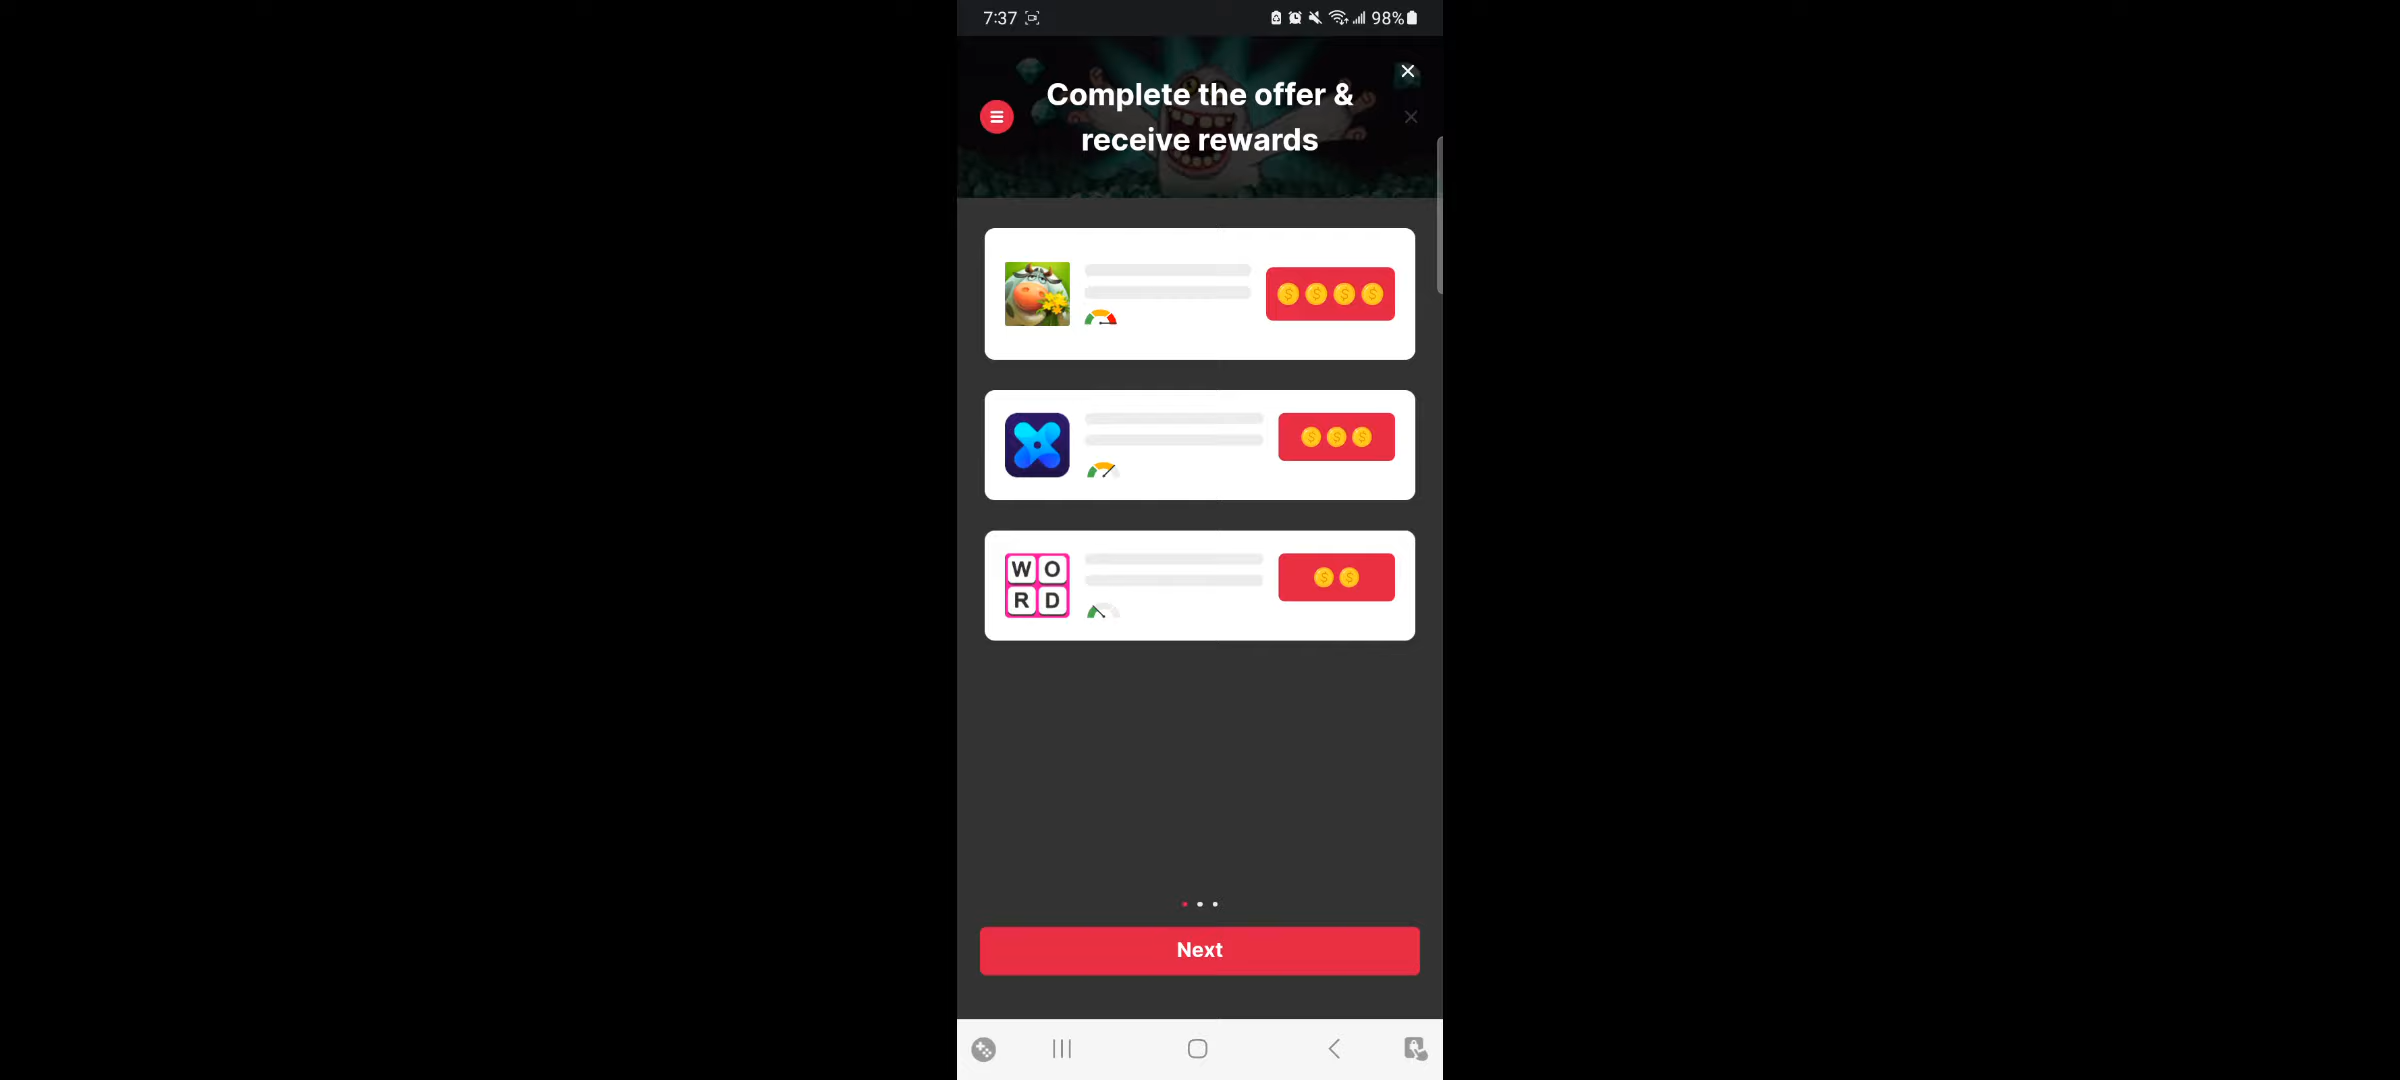 7:37
98%
Complete the offer &
receive rewards
W O
R D
Next